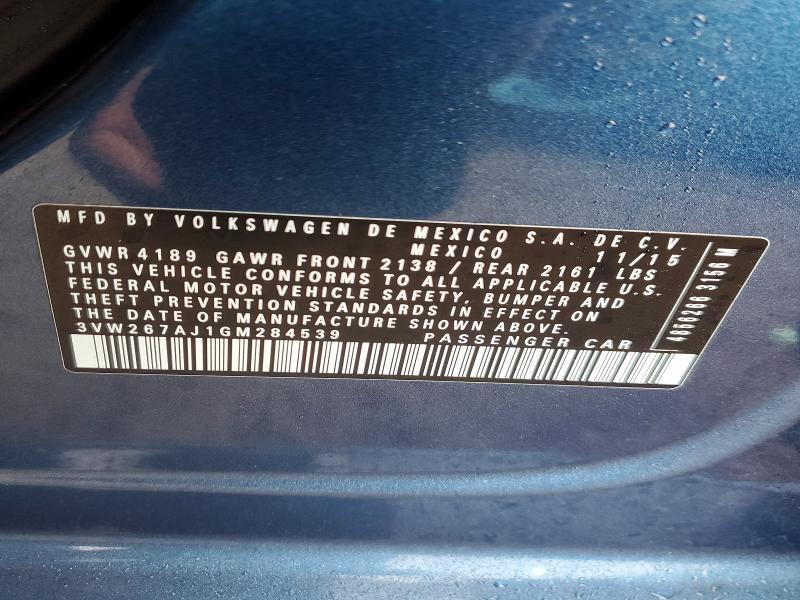 MFD BY VOLKSWAGEN DE MEXICO S.A. DE C.V.
MEXICO 11/15
GVWR 4189 GAWR FRONT 2138 / REAR 2161 LBS
THIS VEHICLE CONFORMS TO ALL APPLICABLE U.S.
FEDERAL MOTOR VEHICLE SAFETY, BUMPER AND
THEFT PREVENTION STANDARDS IN EFFECT ON
THE DATE OF MANUFACTURE SHOWN ABOVE.
3VW267AJ1GM284539 PASSENGER CAR
3156 M